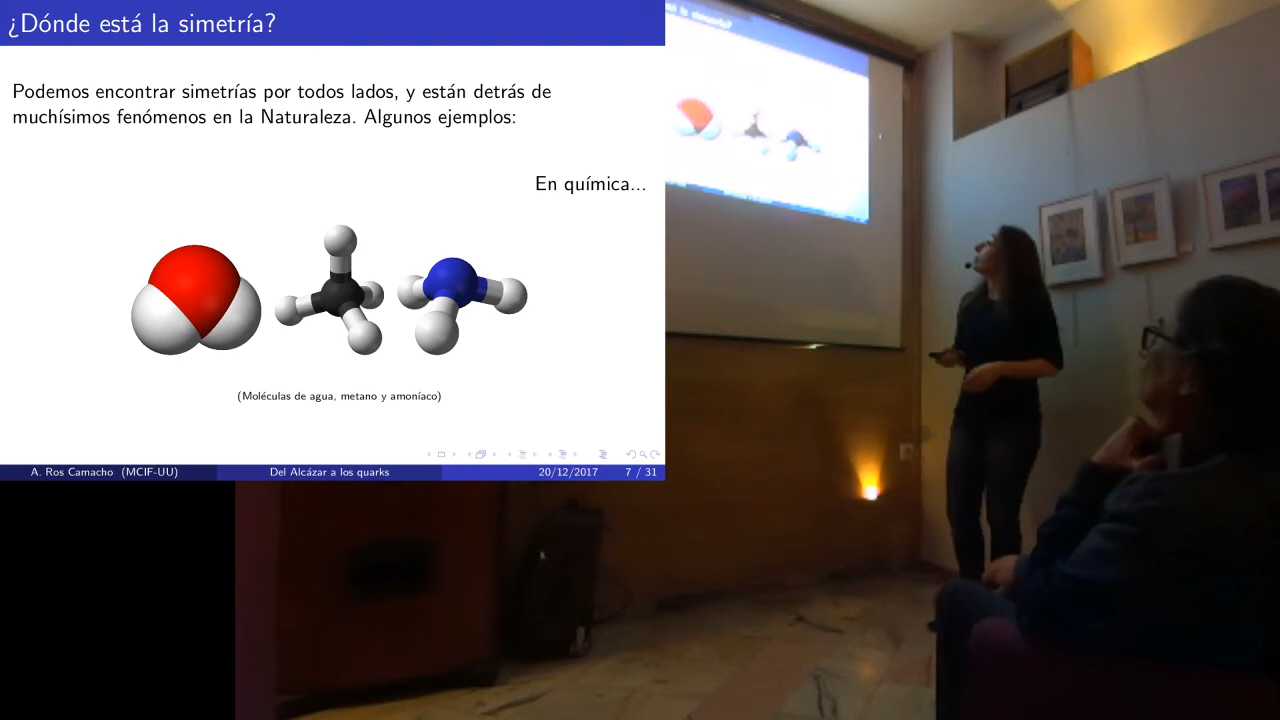 ¿Dónde está la simetría?
Podemos encontrar simetrías por todos lados, y están detrás de
muchísimos fenómenos en la Naturaleza. Algunos ejemplos:
En química...
(Moléculas de agua, metano y amoníaco)
A. Ros Camacho (MCIF-UU)
Del Alcázar a los quarks
20/12/2017
7 / 31